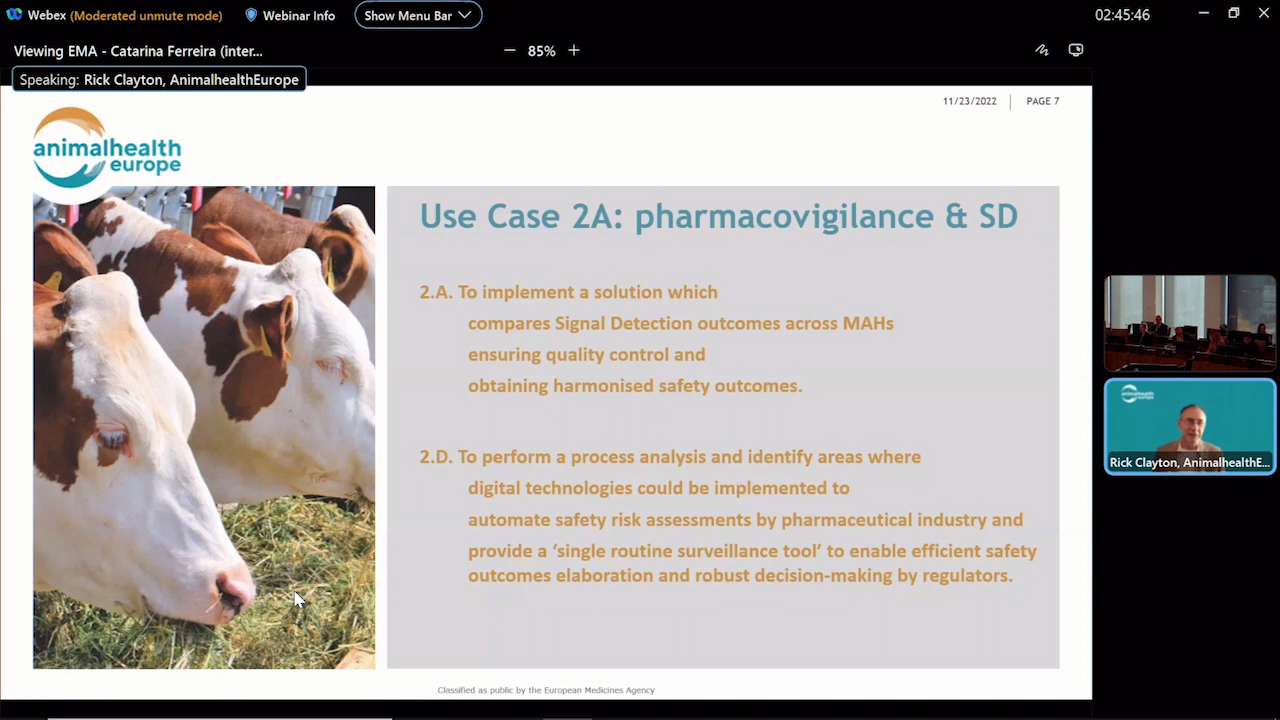 Webex (Moderated unmute mode)
Webinar Info
Show Menu Bar
02:45:46
Viewing EMA - Catarina Ferreira (inter...
85%
Speaking: Rick Clayton, AnimalhealthEurope
11/23/2022
PAGE 7
animalhealth
europe
Use Case 2A: pharmacovigilance & SD
2.A. To implement a solution which
compares Signal Detection outcomes across MAHs
ensuring quality control and
obtaining harmonised safety outcomes.
2.D. To perform a process analysis and identify areas where
digital technologies could be implemented to
automate safety risk assessments by pharmaceutical industry and
provide a ‘single routine surveillance tool’ to enable efficient safety
outcomes elaboration and robust decision-making by regulators.
Classified as public by the European Medicines Agency
animalhealth
europe
Rick Clayton, AnimalhealthE...